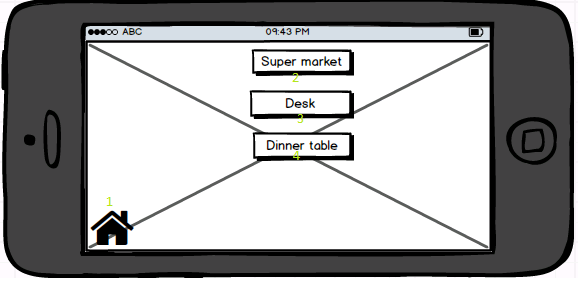 ABC 09:43 PM
Super market
2
Desk
3
Dinner table
4
1